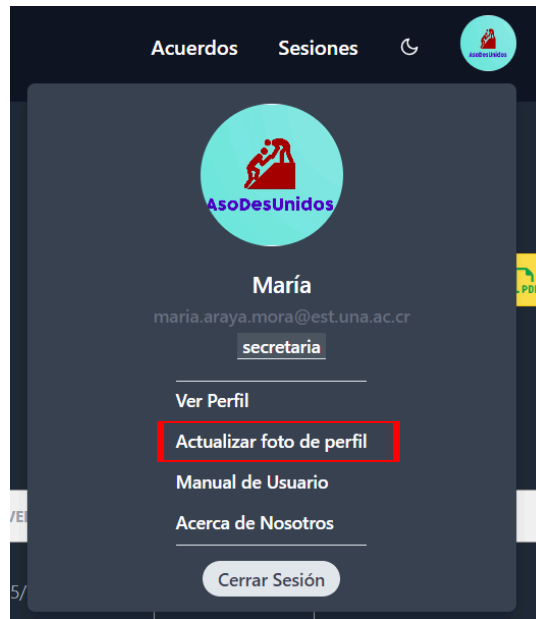 Acuerdos Sesiones
AsoDesUnidos
AsoDesUnidos
María
maria.araya.mora@est.una.ac.cr
secretaria
Ver Perfil
Actualizar foto de perfil
Manual de Usuario
Acerca de Nosotros
Cerrar Sesión
5/